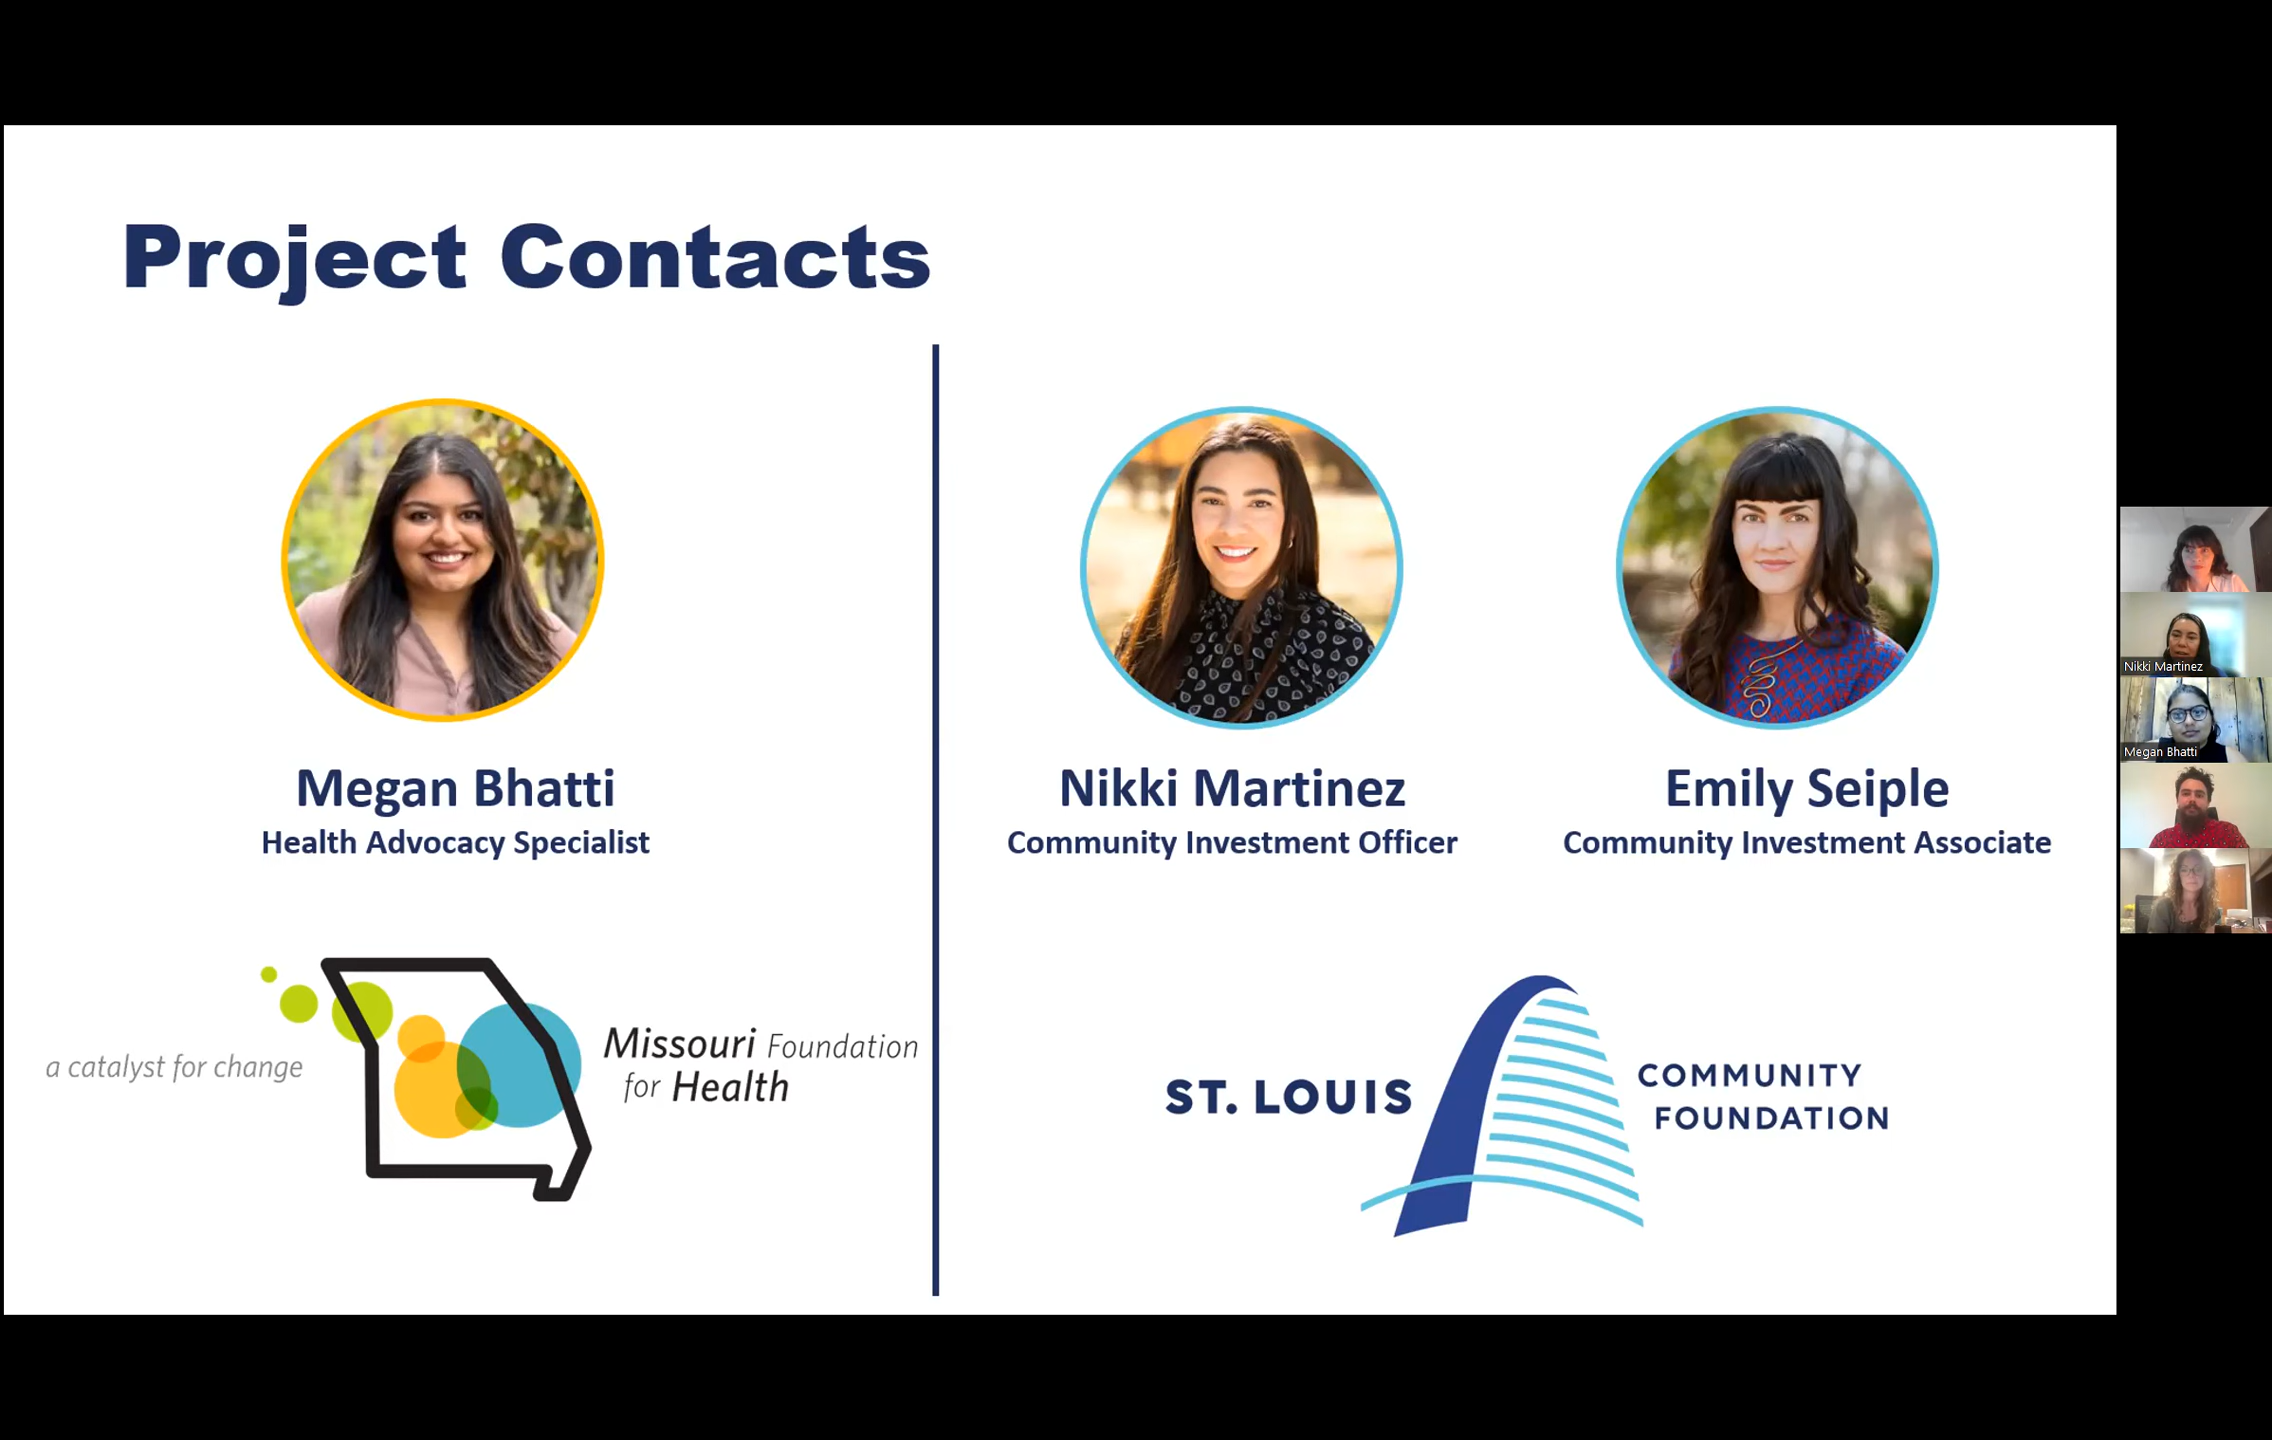 Project Contacts
Megan Bhatti
Health Advocacy Specialist
a catalyst for change
Missouri Foundation
for Health
Nikki Martinez
Community Investment Officer
Emily Seiple
Community Investment Associate
ST. LOUIS
COMMUNITY
FOUNDATION
Nikki Martinez
Megan Bhatti